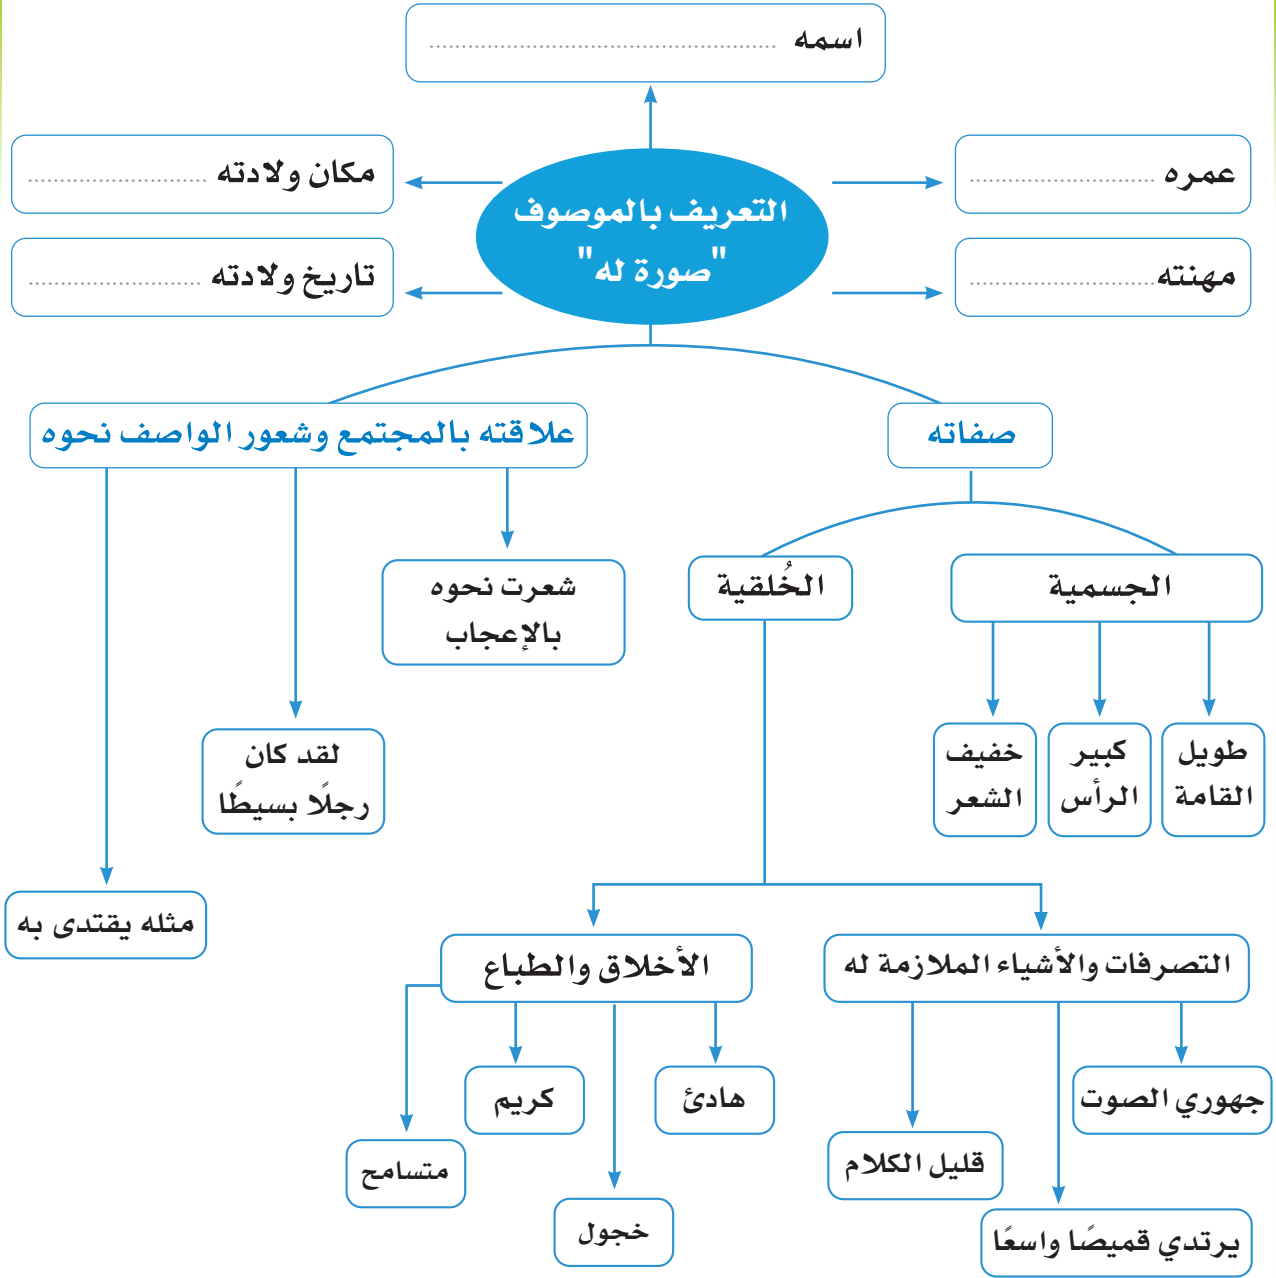 اسمه ......................................................
عمره .............................
مكان ولادته ............................
التعريف بالموصوف
"صورة له"
مهنته .............................
تاريخ ولادته ...........................
صفاته
علاقته بالمجتمع وشعور الواصف نحوه
الجسمية
الخُلقية
شعرت نحوه
بالإعجاب
طويل
القامة
كبير
الرأس
خفيف
الشعر
لقد كان
رجلًا بسيطًا
مثله يقتدى به
التصرفات والأشياء الملازمة له
الأخلاق والطباع
جهوري الصوت
يرتدي قميصًا واسعًا
قليل الكلام
هادئ
خجول
كريم
متسامح